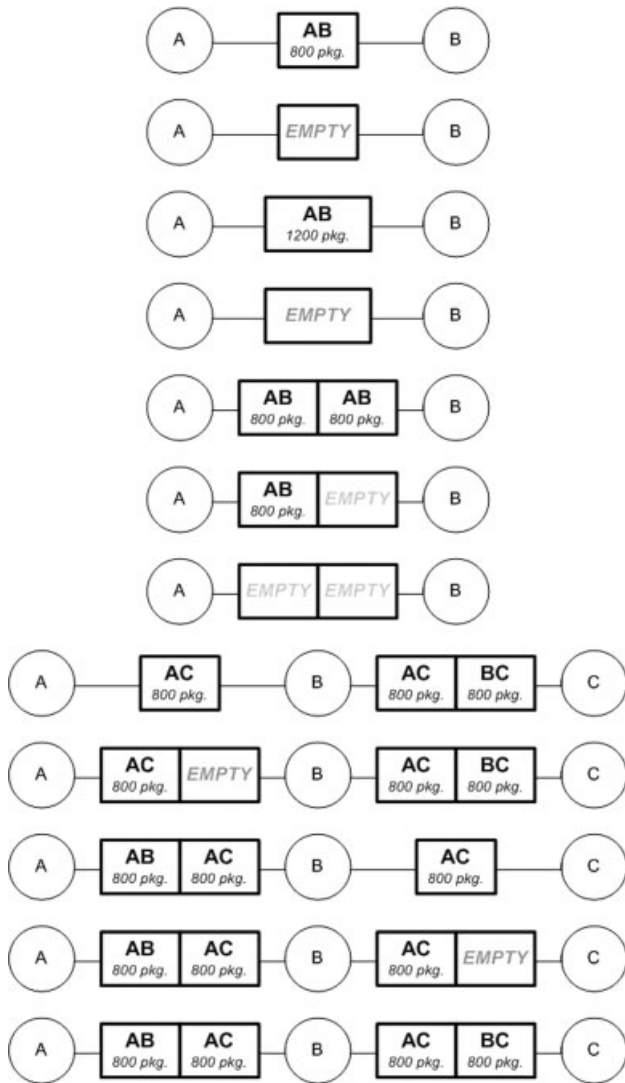 A AB B
800 pkg.
A EMPTY B
A AB B
1200 pkg.
A EMPTY B
A AB AB B
800 pkg. 800 pkg.
A AB EMPTY B
800 pkg.
A EMPTY EMPTY B
A AC B AC BC C
800 pkg. 800 pkg. 800 pkg.
A AC EMPTY B AC BC C
800 pkg. 800 pkg. 800 pkg.
A AB AC B AC C
800 pkg. 800 pkg. 800 pkg.
A AB AC B AC EMPTY C
800 pkg. 800 pkg. 800 pkg.
A AB AC B AC BC C
800 pkg. 800 pkg. 800 pkg. 800 pkg.